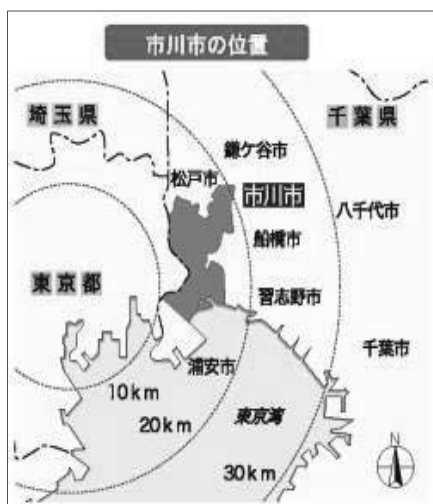 市川市の位置
埼玉県
千葉県
鎌ケ谷市
松戸市
市川市
八千代市
船橋市
東京都
習志野市
千葉市
浦安市
10km
20km
東京湾
30km
N